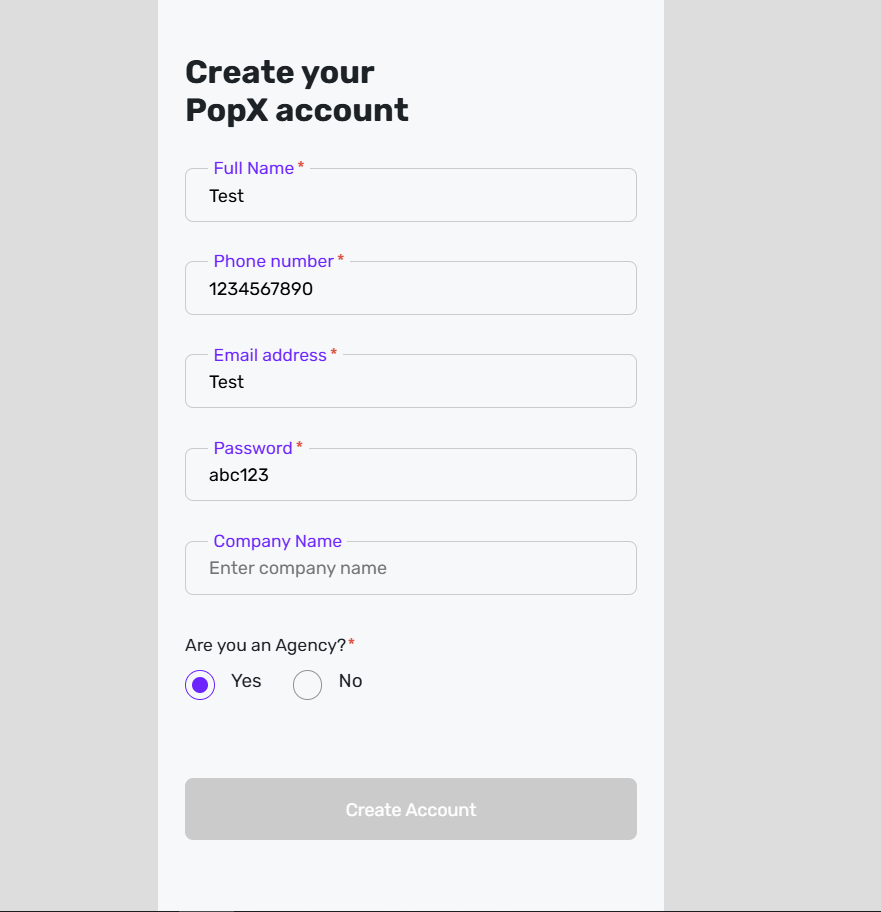 Create your
PopX account
Full Name*
Test
Phone number*
1234567890
Email address*
Test
Password*
abc123
Company Name
Enter company name
Are you an Agency?*
Yes No
Create Account